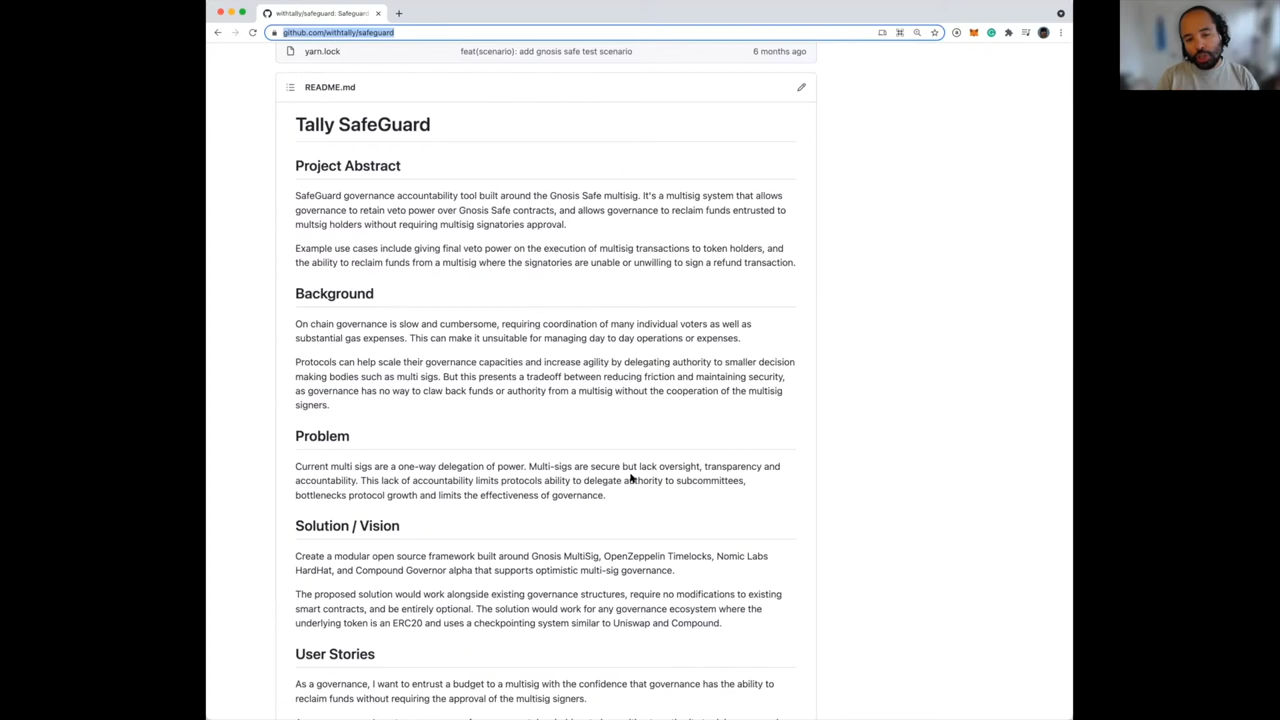 withtally/safeguard: Safeguard
github.com/withtally/safeguard
yarn.lock
feat(scenario): add gnosis safe test scenario
6 months ago
README.md
Tally SafeGuard
Project Abstract
SafeGuard governance accountability tool built around the Gnosis Safe multisig. It's a multisig system that allows
governance to retain veto power over Gnosis Safe contracts, and allows governance to reclaim funds entrusted to
multsig holders without requiring multisig signatories approval.
Example use cases include giving final veto power on the execution of multisig transactions to token holders, and
the ability to reclaim funds from a multisig where the signatories are unable or unwilling to sign a refund transaction.
Background
On chain governance is slow and cumbersome, requiring coordination of many individual voters as well as
substantial gas expenses. This can make it unsuitable for managing day to day operations or expenses.
Protocols can help scale their governance capacities and increase agility by delegating authority to smaller decision
making bodies such as multi sigs. But this presents a tradeoff between reducing friction and maintaining security,
as governance has no way to claw back funds or authority from a multisig without the cooperation of the multisig
signers.
Problem
Current multi sigs are a one-way delegation of power. Multi-sigs are secure but lack oversight, transparency and
accountability. This lack of accountability limits protocols ability to delegate authority to subcommittees,
bottlenecks protocol growth and limits the effectiveness of governance.
Solution / Vision
Create a modular open source framework built around Gnosis MultiSig, OpenZeppelin Timelocks, Nomic Labs
HardHat, and Compound Governor alpha that supports optimistic multi-sig governance.
The proposed solution would work alongside existing governance structures, require no modifications to existing
smart contracts, and be entirely optional. The solution would work for any governance ecosystem where the
underlying token is an ERC20 and uses a checkpointing system similar to Uniswap and Compound.
User Stories
As a governance, I want to entrust a budget to a multisig with the confidence that governance has the ability to
reclaim funds without requiring the approval of the multisig signers.